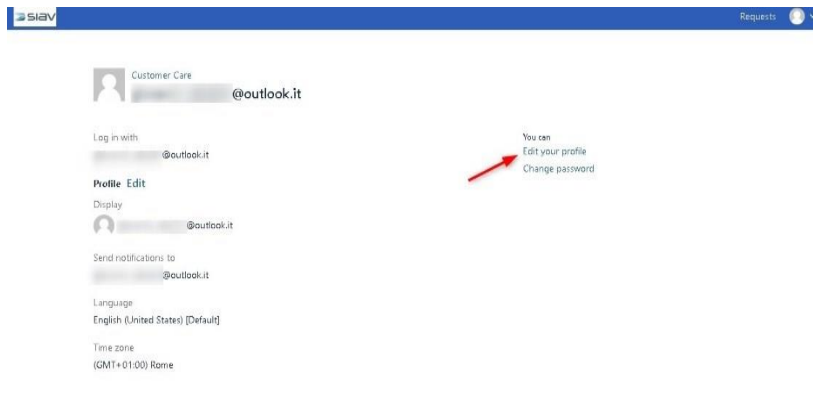 siav
Requests
Customer Care
@outlook.it
Log in with
@outlook.it
Profile Edit
Display
@outlook.it
Send notifications to
@outlook.it
Language
English (United States) [Default]
Time zone
(GMT+01:00) Rome
You can
Edit your profile
Change password